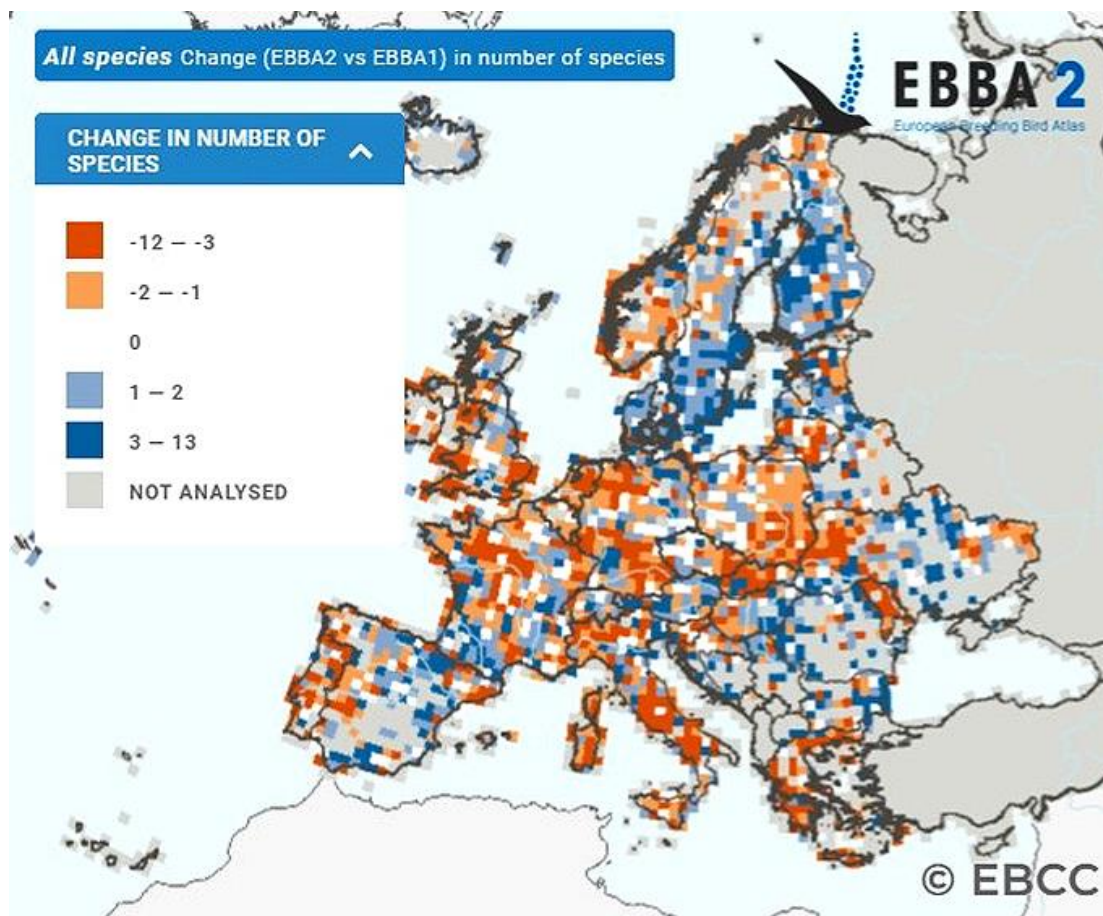 All species Change (EBBA2 vs EBBA1) in number of species
EBBA 2
European Breeding Bird Atlas
CHANGE IN NUMBER OF
SPECIES
-12 — -3
-2 — -1
0
1 — 2
3 — 13
NOT ANALYSED
© EBCC